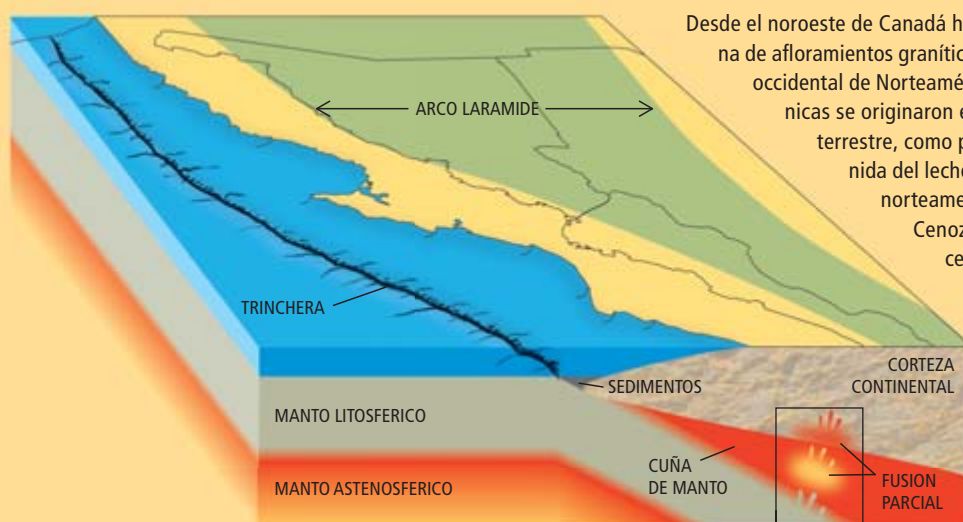 Desde el noroeste de Canadá h
na de afloramientos granític
occidental de Norteamé
nicas se originaron e
terrestre, como p
nida del lech
norteame
Cenoz
ce
ARCO LARAMIDE
TRINCHERA
SEDIMENTOS
CORTEZA
CONTINENTAL
MANTO LITOSFERICO
CUÑA
DE MANTO
FUSION
PARCIAL
MANTO ASTENOSFERICO